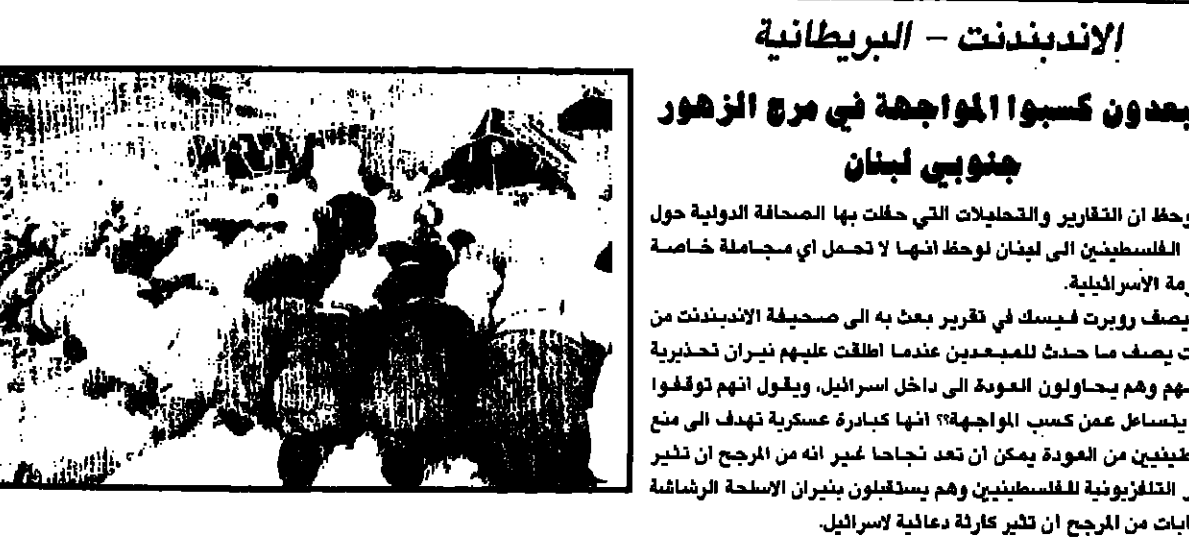 الاندبندنت – البريطانية
بعدون كسبوا المواجهة في مرج الزهور
جنوبي لبنان
وحظ ان التقارير والتحليلات التي حفلت بها الصحافة الدولية حول
الفلسطينين الى لبنان لوحظ انها لا تحمل اي مجاملة خاصة
رمة الأسرائيلية.
يصف روبرت فيسك في تقرير بعث به الى صحيفة الاندبندنت من
ت يصف ما حدث للمبعدين عندما اطلقت عليهم نيران تحذيرية
هم وهم يحاولون العودة الى داخل اسرائيل، ويقول انهم توقفوا
يتساعل عمن كسب المواجهة؟؟ انها كبادرة عسكرية تهدف الى منع
طينيين من العودة يمكن ان تعد نجاحا غير انه من المرجح ان تثير
ر التلفزيونية للفلسطينيين وهم يستقبلون بنيران الاسلحة الرشاشة
ابات من المرجح ان تثير كارثة دعائية لاسرائيل.